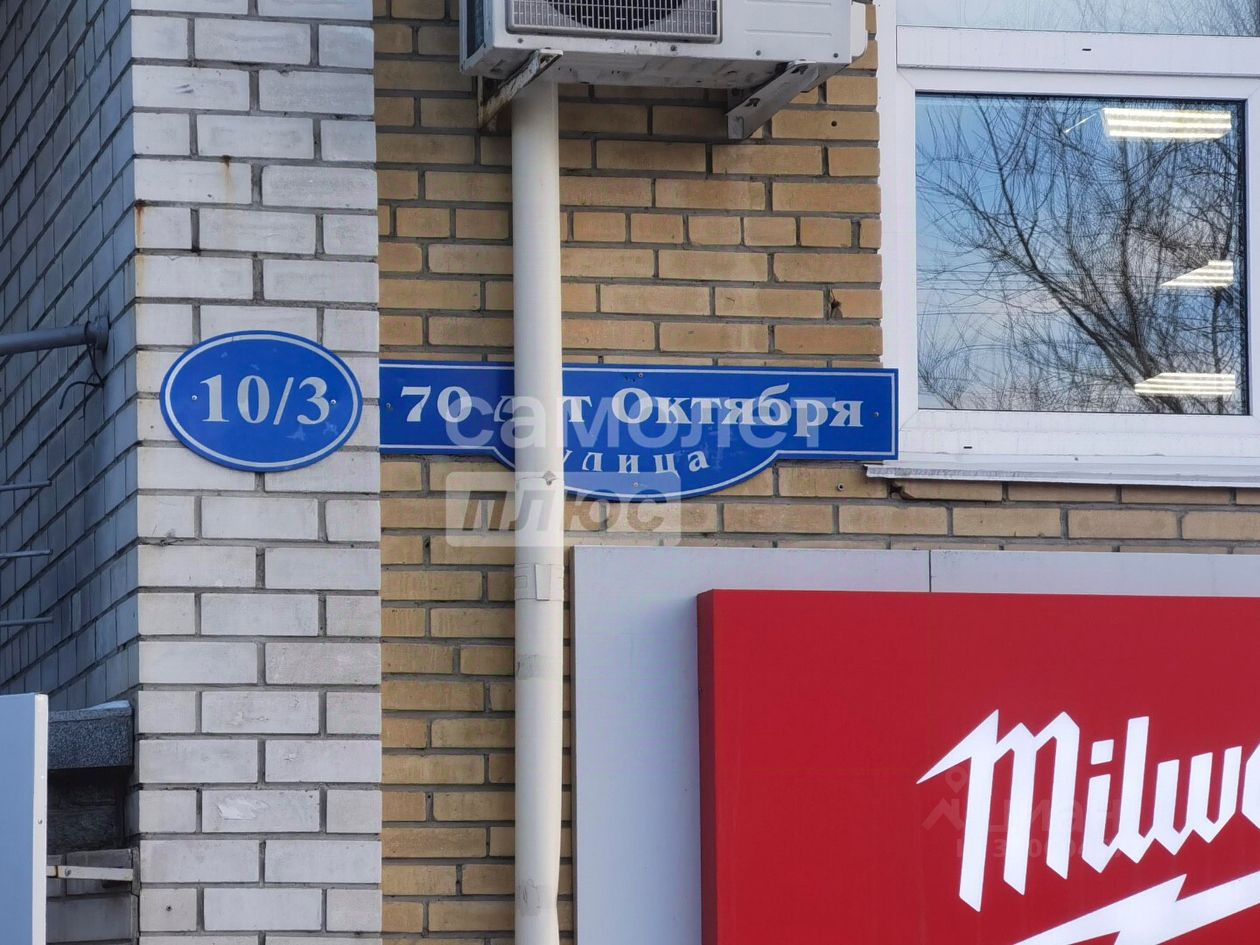 10/3
70 лет Октября
улица
самолет
плюс
Milw